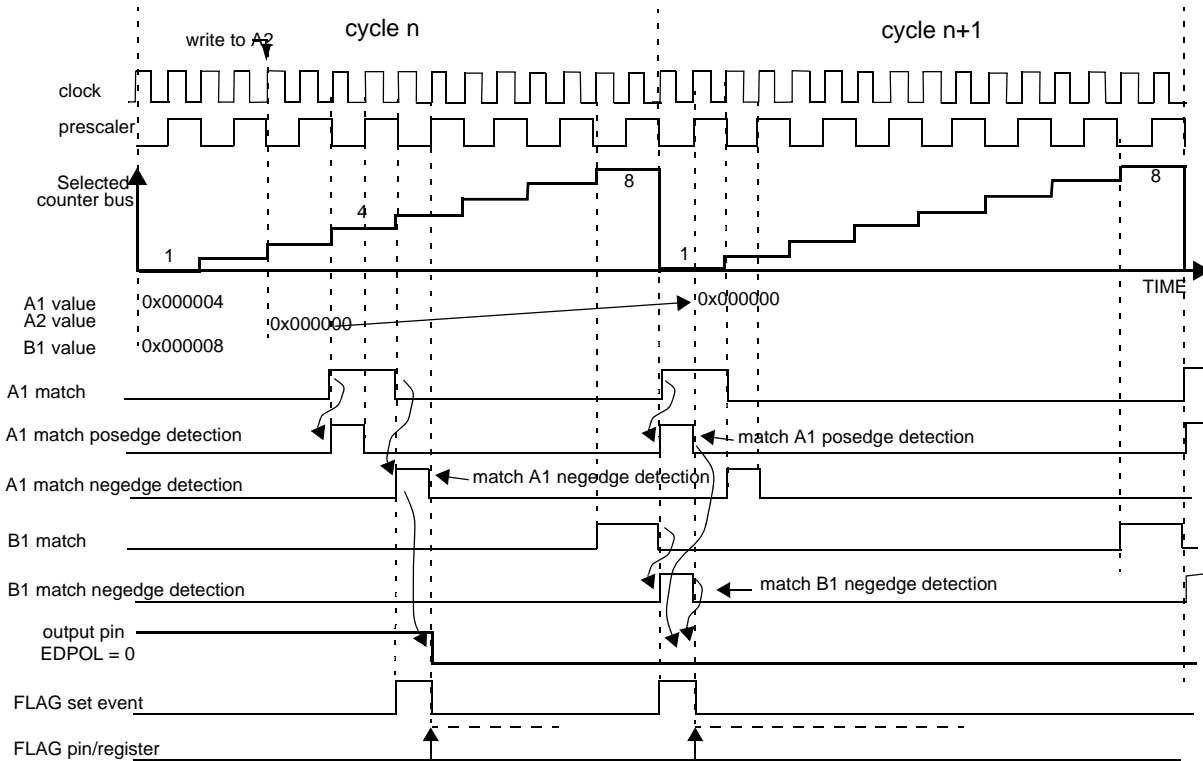 cycle n
cycle n+1
write to A2
clock
prescaler
Selected
counter bus
8
8
4
1
1
TIME
A1 value
0x000004
0x000000
A2 value
0x000000
B1 value
0x000008
A1 match
A1 match posedge detection
match A1 posedge detection
A1 match negedge detection
match A1 negedge detection
B1 match
B1 match negedge detection
match B1 negedge detection
output pin
EDPOL = 0
FLAG set event
FLAG pin/register